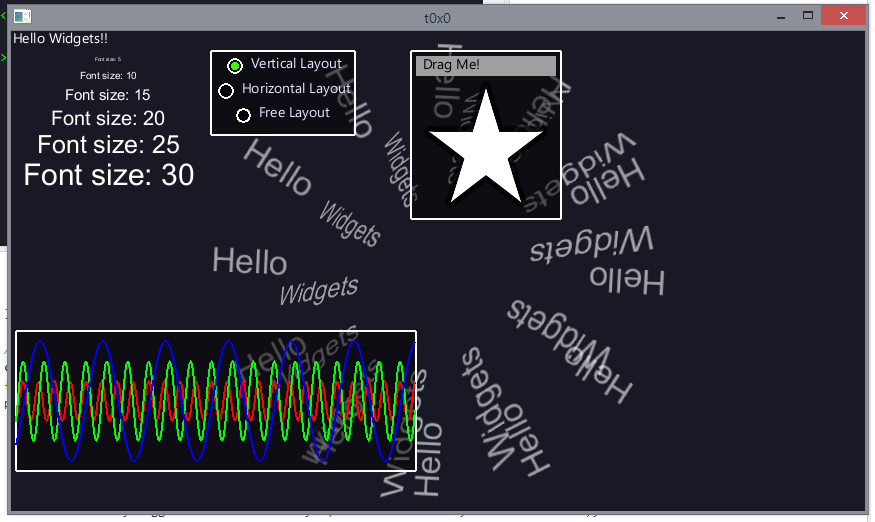 t0x0
Hello Widgets!!
Font size: 5
Font size: 10
Font size: 15
Font size: 20
Font size: 25
Font size: 30
Vertical Layout
Horizontal Layout
Free Layout
Drag Me!
Hello
Hello
Widgets
Hello
Widgets
Hello
Widgets
Hello
Widgets
Hello
Widgets
Hello
Widgets
Hello
Widgets
Hello
Widgets
Hello
Widgets
Hello
Widgets